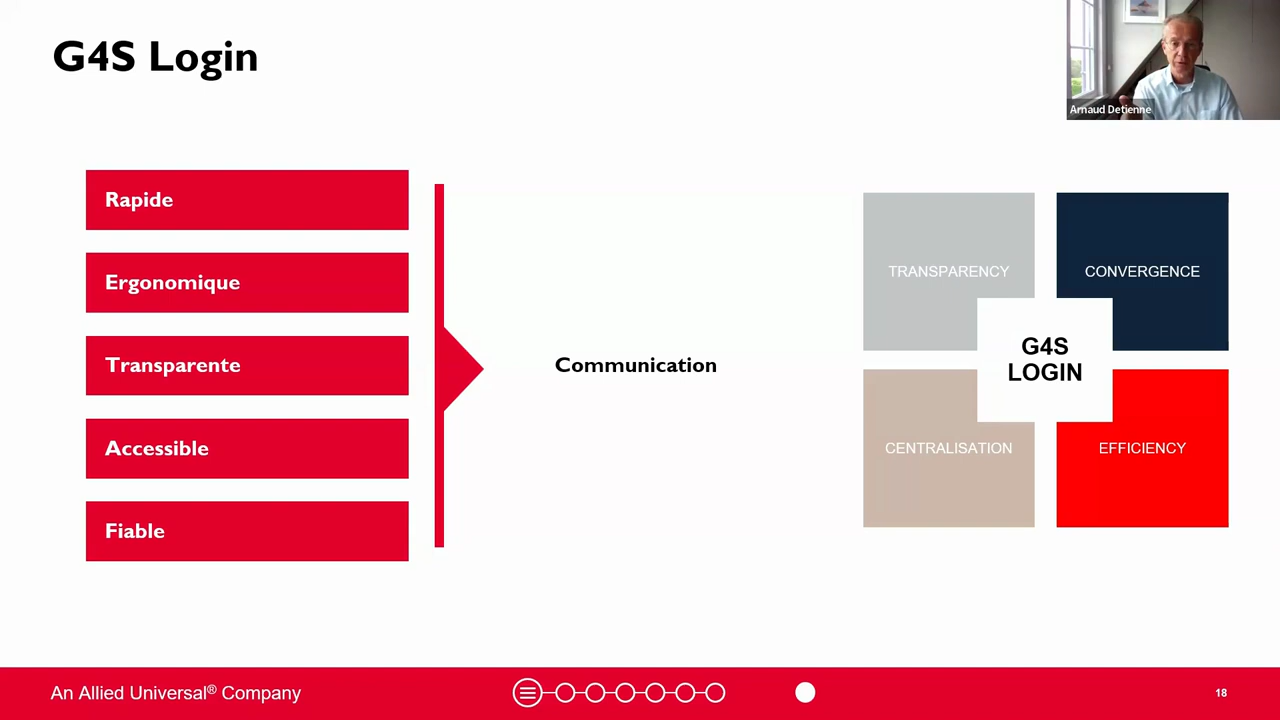 G4S Login
Arnaud Detienne
Rapide
Ergonomique
Transparente
Accessible
Fiable
Communication
TRANSPARENCY
CONVERGENCE
G4S
LOGIN
CENTRALISATION
EFFICIENCY
An Allied Universal® Company
18